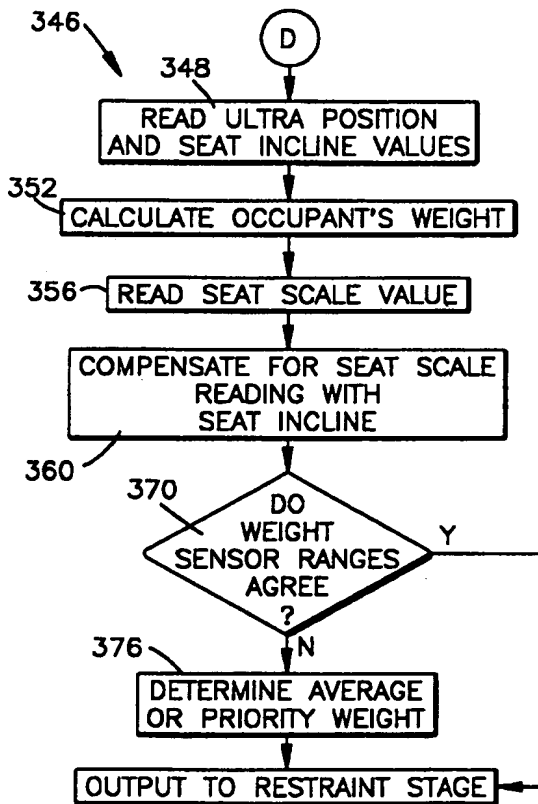 346
D
348
READ ULTRA POSITION
AND SEAT INCLINE VALUES
352
CALCULATE OCCUPANT'S WEIGHT
356
READ SEAT SCALE VALUE
COMPENSATE FOR SEAT SCALE
READING WITH
SEAT INCLINE
360
370
DO
WEIGHT
SENSOR RANGES
AGREE
?
Y
N
376
DETERMINE AVERAGE
OR PRIORITY WEIGHT
OUTPUT TO RESTRAINT STAGE